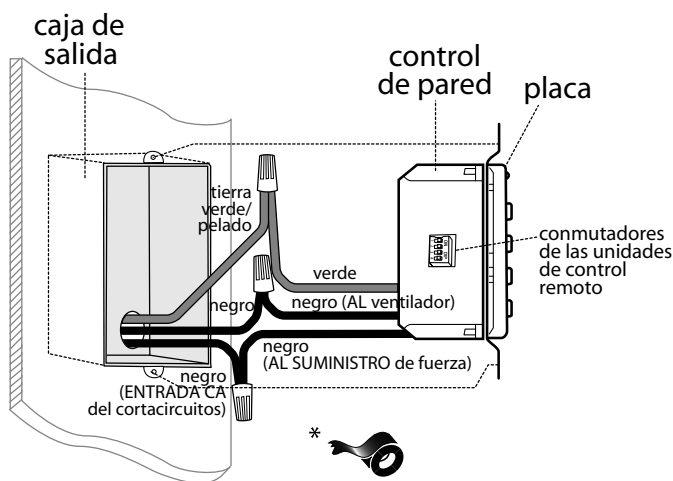 caja de
salida
control
de pared
placa
tierra
verde/
pelado
conmutadores
de las unidades
de control
remoto
verde
negro
negro (AL ventilador)
negro
(AL SUMINISTRO de fuerza)
negro
(ENTRADA CA
del cortacircuitos)
*